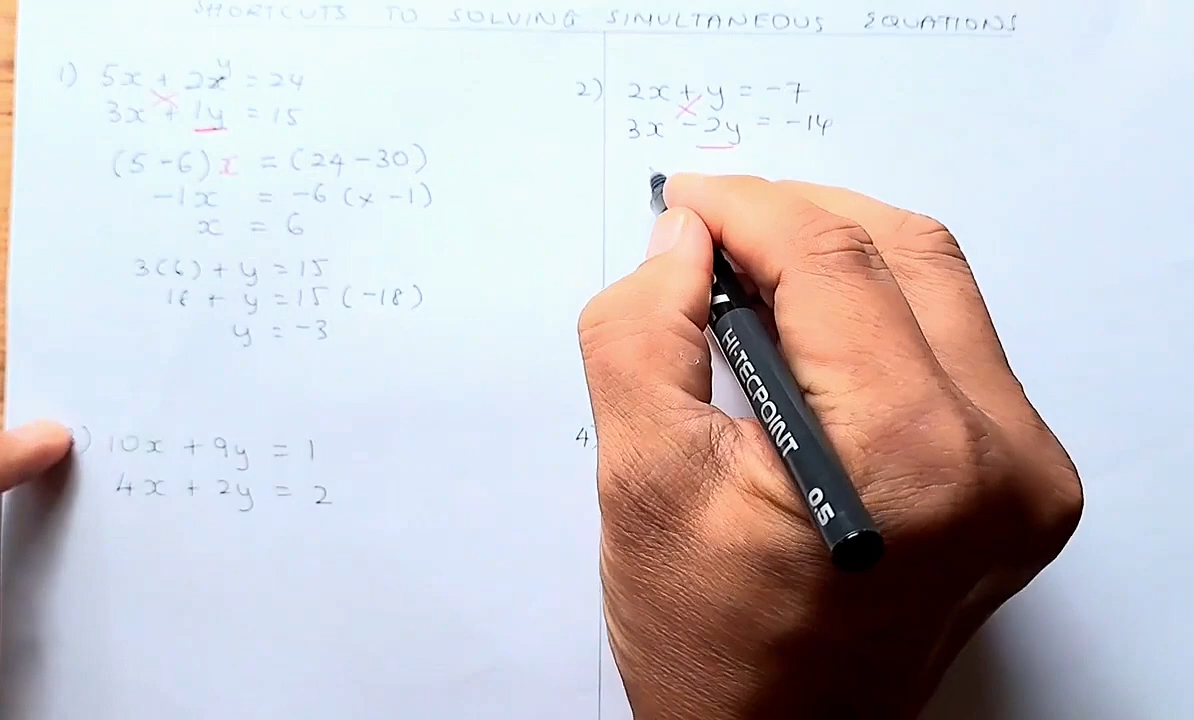 SHORTCUTS TO SOLVING SIMULTANEOUS EQUATIONS
1) 5x + 2y = 24
3x + 1y = 15
(5-6)x = (24-30)
-1x = -6 (x -1)
x = 6
3(6) + y = 15
18 + y = 15 (-18)
y = -3
2) 2x + y = -7
3x - 2y = -14
) 10x + 9y = 1
4x + 2y = 2
4)
HI-TECPOINT 0.5